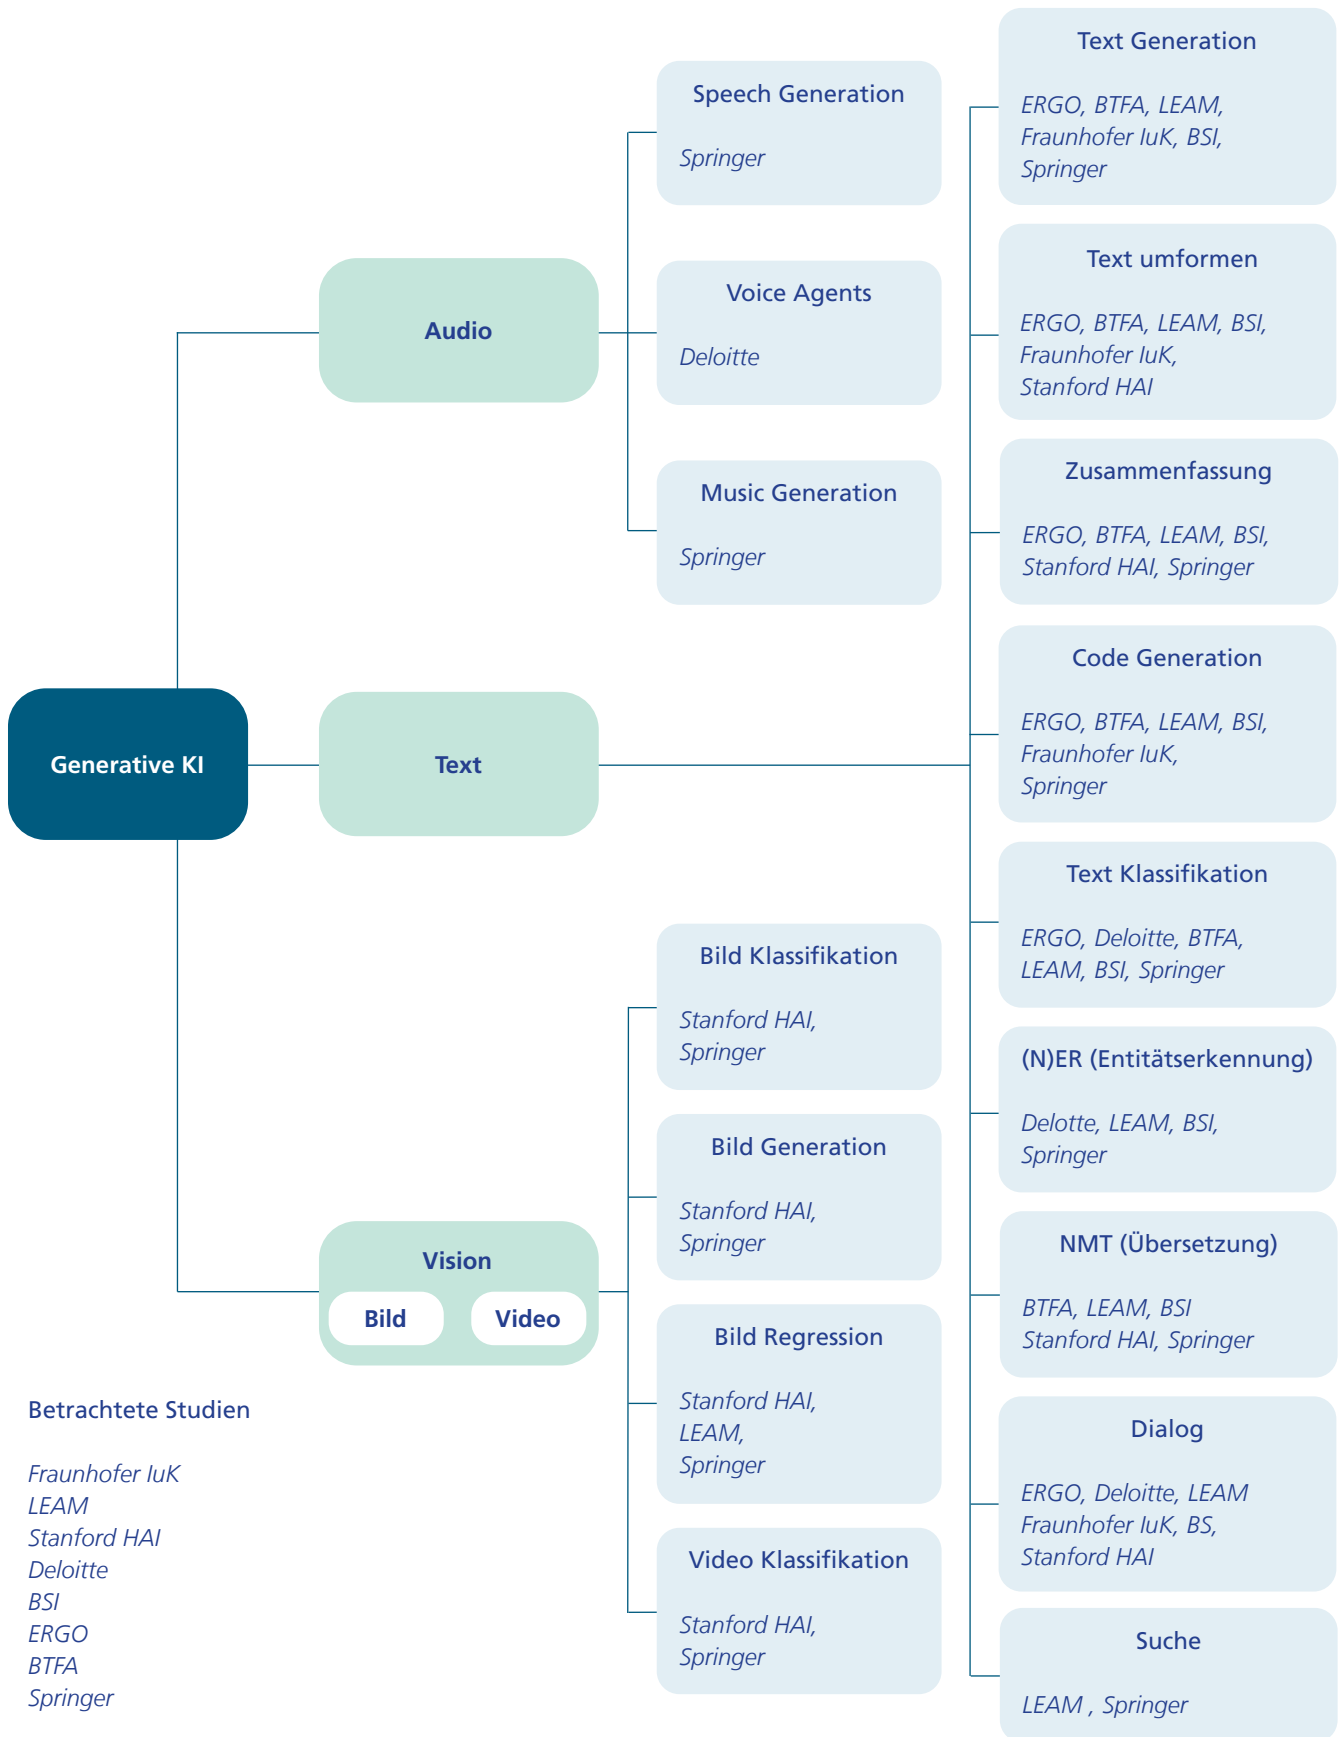 Generative KI
Audio
Speech Generation
Springer
Voice Agents
Deloitte
Music Generation
Springer
Text
Text Generation
ERGO, BTFA, LEAM,
Fraunhofer IuK, BSI,
Springer
Text umformen
ERGO, BTFA, LEAM, BSI,
Fraunhofer IuK,
Stanford HAI
Zusammenfassung
ERGO, BTFA, LEAM, BSI,
Stanford HAI, Springer
Code Generation
ERGO, BTFA, LEAM, BSI,
Fraunhofer IuK,
Springer
Text Klassifikation
ERGO, Deloitte, BTFA,
LEAM, BSI, Springer
(N)ER (Entitätserkennung)
Delotte, LEAM, BSI,
Springer
NMT (Übersetzung)
BTFA, LEAM, BSI
Stanford HAI, Springer
Dialog
ERGO, Deloitte, LEAM
Fraunhofer IuK, BS,
Stanford HAI
Suche
LEAM , Springer
Vision
Bild
Video
Bild Klassifikation
Stanford HAI,
Springer
Bild Generation
Stanford HAI,
Springer
Bild Regression
Stanford HAI,
LEAM,
Springer
Video Klassifikation
Stanford HAI,
Springer
Betrachtete Studien
Fraunhofer IuK
LEAM
Stanford HAI
Deloitte
BSI
ERGO
BTFA
Springer